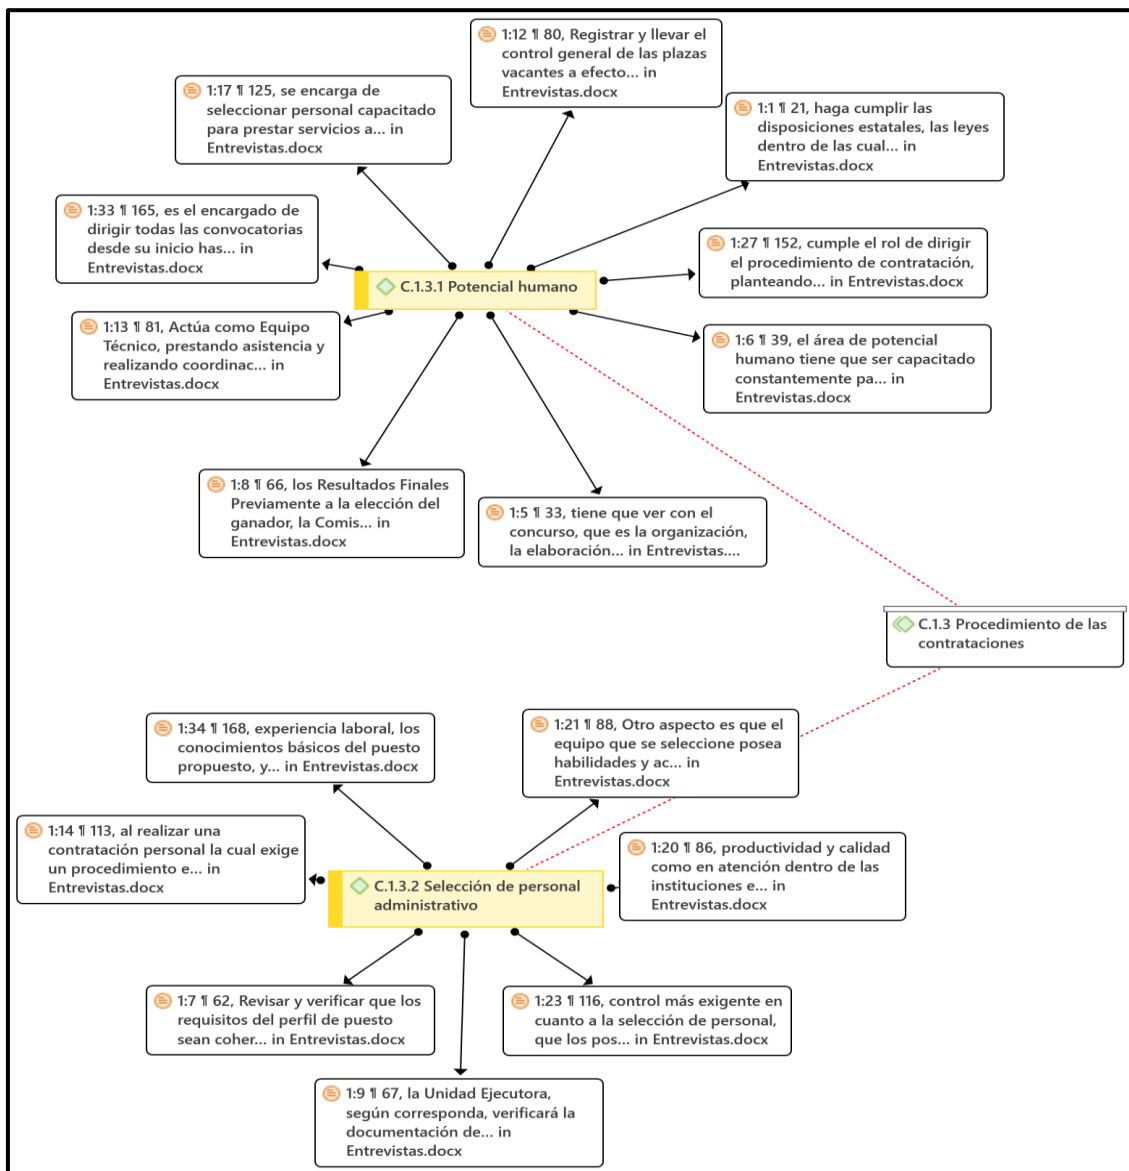 1:12 ¶ 80, Registrar y llevar el
control general de las plazas
vacantes a efecto... in
Entrevistas.docx
1:17 ¶ 125, se encarga de
seleccionar personal capacitado
para prestar servicios a... in
Entrevistas.docx
1:1 ¶ 21, haga cumplir las
disposiciones estatales, las leyes
dentro de las cual... in
Entrevistas.docx
1:33 ¶ 165, es el encargado de
dirigir todas las convocatorias
desde su inicio has... in
Entrevistas.docx
1:27 ¶ 152, cumple el rol de dirigir
el procedimiento de contratación,
planteando... in Entrevistas.docx
C.1.3.1 Potencial humano
1:13 ¶ 81, Actúa como Equipo
Técnico, prestando asistencia y
realizando coordinac... in
Entrevistas.docx
1:6 ¶ 39, el área de potencial
humano tiene que ser capacitado
constantemente pa... in
Entrevistas.docx
1:8 ¶ 66, los Resultados Finales
Previamente a la elección del
ganador, la Comis... in
Entrevistas.docx
1:5 ¶ 33, tiene que ver con el
concurso, que es la organización,
la elaboración... in Entrevistas....
C.1.3 Procedimiento de las
contrataciones
1:34 ¶ 168, experiencia laboral, los
conocimientos básicos del puesto
propuesto, y... in Entrevistas.docx
1:21 ¶ 88, Otro aspecto es que el
equipo que se seleccione posea
habilidades y ac... in
Entrevistas.docx
1:14 ¶ 113, al realizar una
contratación personal la cual exige
un procedimiento e... in
Entrevistas.docx
1:20 ¶ 86, productividad y calidad
como en atención dentro de las
instituciones e... in
Entrevistas.docx
C.1.3.2 Selección de personal
administrativo
1:7 ¶ 62, Revisar y verificar que los
requisitos del perfil de puesto
sean coher... in Entrevistas.docx
1:23 ¶ 116, control más exigente en
cuanto a la selección de personal,
que los pos... in Entrevistas.docx
1:9 ¶ 67, la Unidad Ejecutora,
según corresponda, verificará la
documentación de... in
Entrevistas.docx